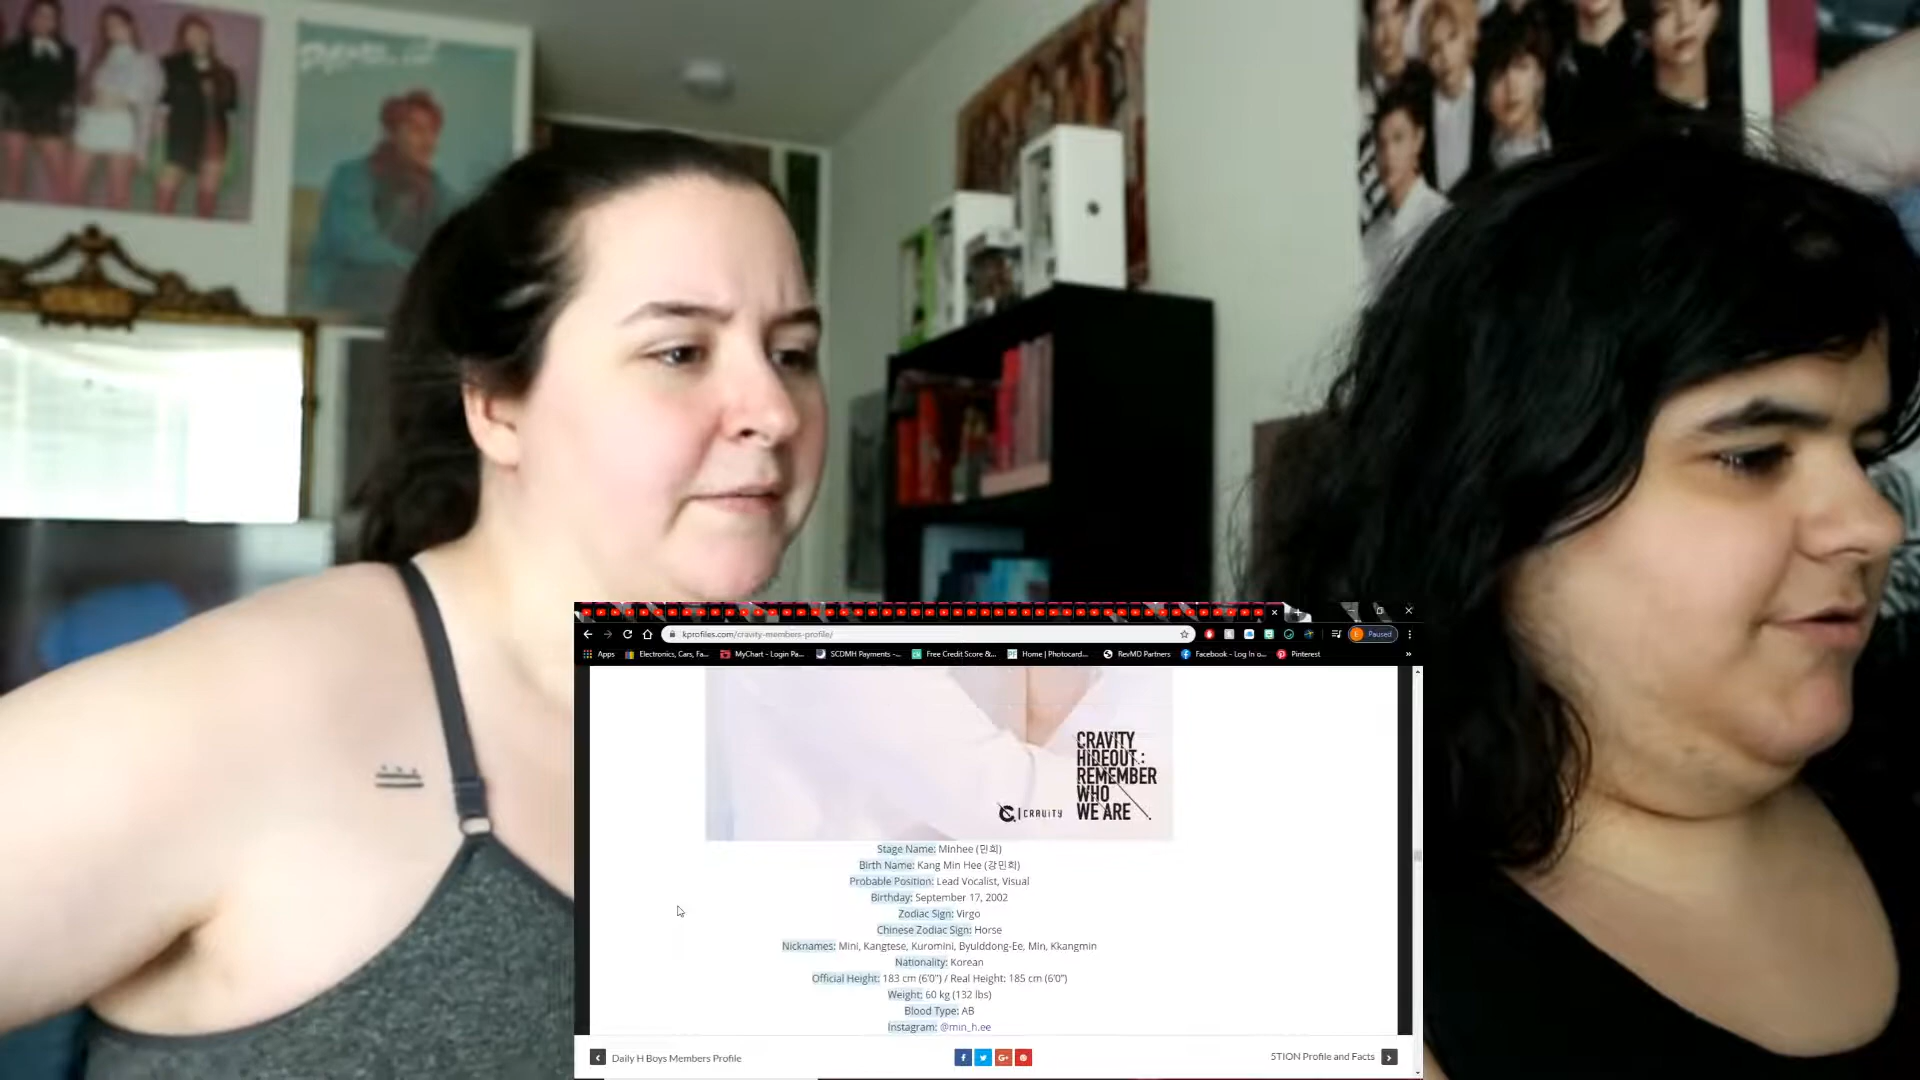 kprofiles.com/cravity-members-profile/
Paused
Apps
Electronics, Cars, Fa...
MyChart - Login Pa...
SCDMH Payments -...
Free Credit Score &...
Home | Photocard...
RevMD Partners
Facebook - Log In o...
Pinterest
CRAVITY
HIDEOUT :
REMEMBER
WHO
WE ARE
CRAVITY
Stage Name: Minhee (민희)
Birth Name: Kang Min Hee (강민희)
Probable Position: Lead Vocalist, Visual
Birthday: September 17, 2002
Zodiac Sign: Virgo
Chinese Zodiac Sign: Horse
Nicknames: Mini, Kangtese, Kuromini, Byulddong-Ee, Min, Kkangmin
Nationality: Korean
Official Height: 183 cm (6'0") / Real Height: 185 cm (6'0")
Weight: 60 kg (132 lbs)
Blood Type: AB
Instagram: @min_h.ee
Daily H Boys Members Profile
5TION Profile and Facts